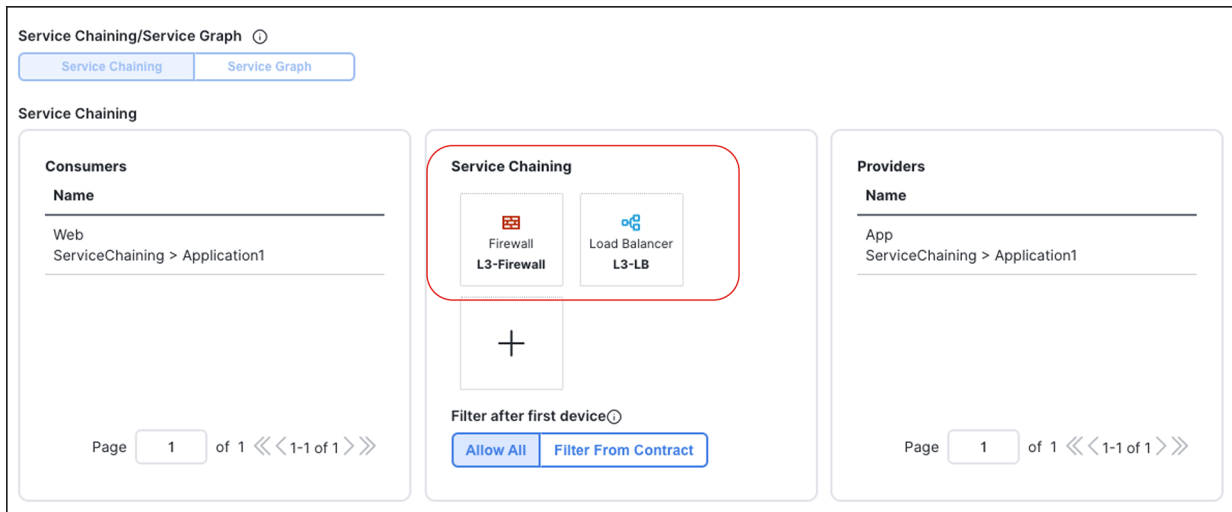 Service Chaining/Service Graph
Service Chaining
Service Graph
Service Chaining
Consumers
Name
Web
ServiceChaining > Application1
Page 1 of 1 1-1 of 1
Service Chaining
Firewall
L3-Firewall
Load Balancer
L3-LB
Filter after first device
Allow All
Filter From Contract
Providers
Name
App
ServiceChaining > Application1
Page 1 of 1 1-1 of 1